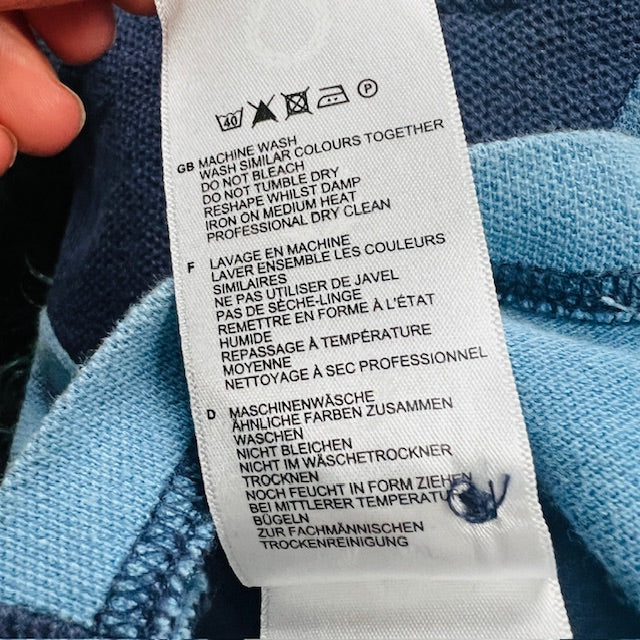 40 P
GB MACHINE WASH
WASH SIMILAR COLOURS TOGETHER
DO NOT BLEACH
DO NOT TUMBLE DRY
RESHAPE WHILST DAMP
IRON ON MEDIUM HEAT
PROFESSIONAL DRY CLEAN
F LAVAGE EN MACHINE
LAVER ENSEMBLE LES COULEURS
SIMILAIRES
NE PAS UTILISER DE JAVEL
PAS DE SÈCHE-LINGE
REMETTRE EN FORME À L'ÉTAT
HUMIDE
REPASSAGE À TEMPÉRATURE
MOYENNE
NETTOYAGE À SEC PROFESSIONNEL
D MASCHINENWÄSCHE
ÄHNLICHE FARBEN ZUSAMMEN
WASCHEN
NICHT BLEICHEN
NICHT IM WÄSCHETROCKNER
TROCKNEN
NOCH FEUCHT IN FORM ZIEHEN
BEI MITTLERER TEMPERATU
BÜGELN
ZUR FACHMÄNNISCHEN
TROCKENREINIGUNG